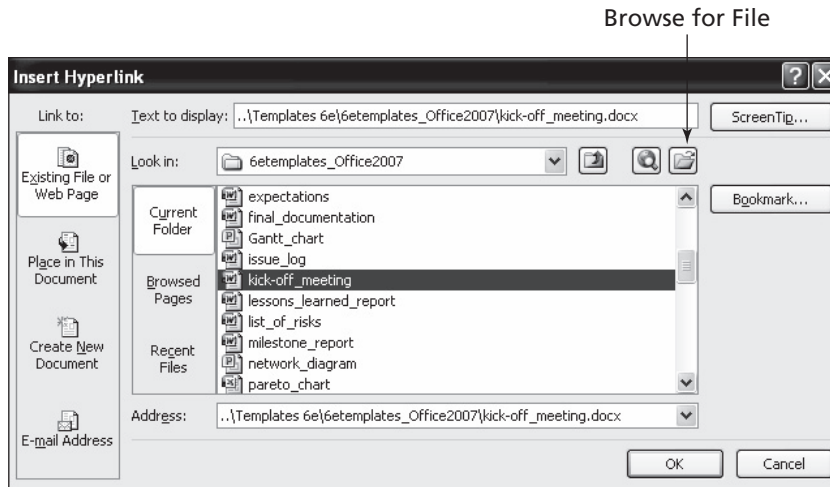 Browse for File
Insert Hyperlink
Link to:
Text to display: ..\Templates 6e\6etemplates_Office2007\kick-off_meeting.docx
ScreenTip...
Look in: 6etemplates_Office2007
Existing File or
Web Page
Place in This
Document
Create New
Document
E-mail Address
Current
Folder
Browsed
Pages
Recent
Files
expectations
final_documentation
Gantt_chart
issue_log
kick-off_meeting
lessons_learned_report
list_of_risks
milestone_report
network_diagram
pareto_chart
Bookmark...
Address: ..\Templates 6e\6etemplates_Office2007\kick-off_meeting.docx
OK
Cancel